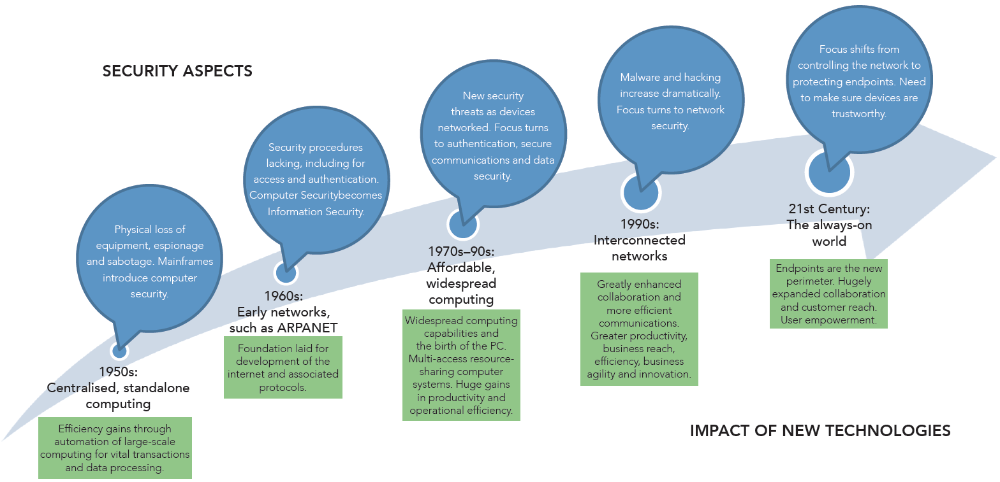 SECURITY ASPECTS
Physical loss of
equipment, espionage
and sabotage. Mainframes
introduce computer
security.
1950s:
Centralised, standalone
computing
Efficiency gains through
automation of large-scale
computing for vital transactions
and data processing.
Security procedures
lacking, including for
access and authentication.
Computer Securitybecomes
Information Security.
1960s:
Early networks,
such as ARPANET
Foundation laid for
development of the
internet and associated
protocols.
New security
threats as devices
networked. Focus turns
to authentication, secure
communications and data
security.
1970s–90s:
Affordable,
widespread
computing
Widespread computing
capabilities and
the birth of the PC.
Multi-access resource-
sharing computer
systems. Huge gains
in productivity and
operational efficiency.
Malware and hacking
increase dramatically.
Focus turns to network
security.
1990s:
Interconnected
networks
Greatly enhanced
collaboration and
more efficient
communications.
Greater productivity,
business reach,
efficiency, business
agility and innovation.
Focus shifts from
controlling the network to
protecting endpoints. Need
to make sure devices are
trustworthy.
21st Century:
The always-on
world
Endpoints are the new
perimeter. Hugely
expanded collaboration
and customer reach.
User empowerment.
IMPACT OF NEW TECHNOLOGIES